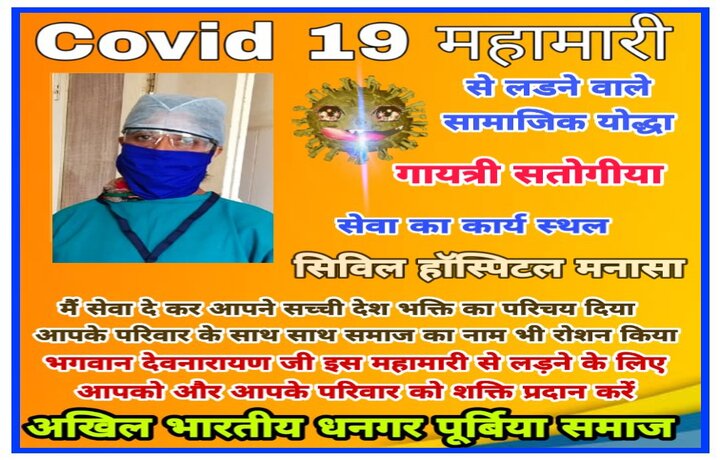 Covid 19 महामारी
से लडने वाले
सामाजिक योद्धा
गायत्री सतोगीया
सेवा का कार्य स्थल
सिविल हॉस्पिटल मनासा
मैं सेवा दे कर आपने सच्ची देश भक्ति का परिचय दिया
आपके परिवार के साथ साथ समाज का नाम भी रोशन किया
भगवान देवनारायण जी इस महामारी से लड़ने के लिए
आपको और आपके परिवार को शक्ति प्रदान करें
अखिल भारतीय धनगर पूर्बिया समाज